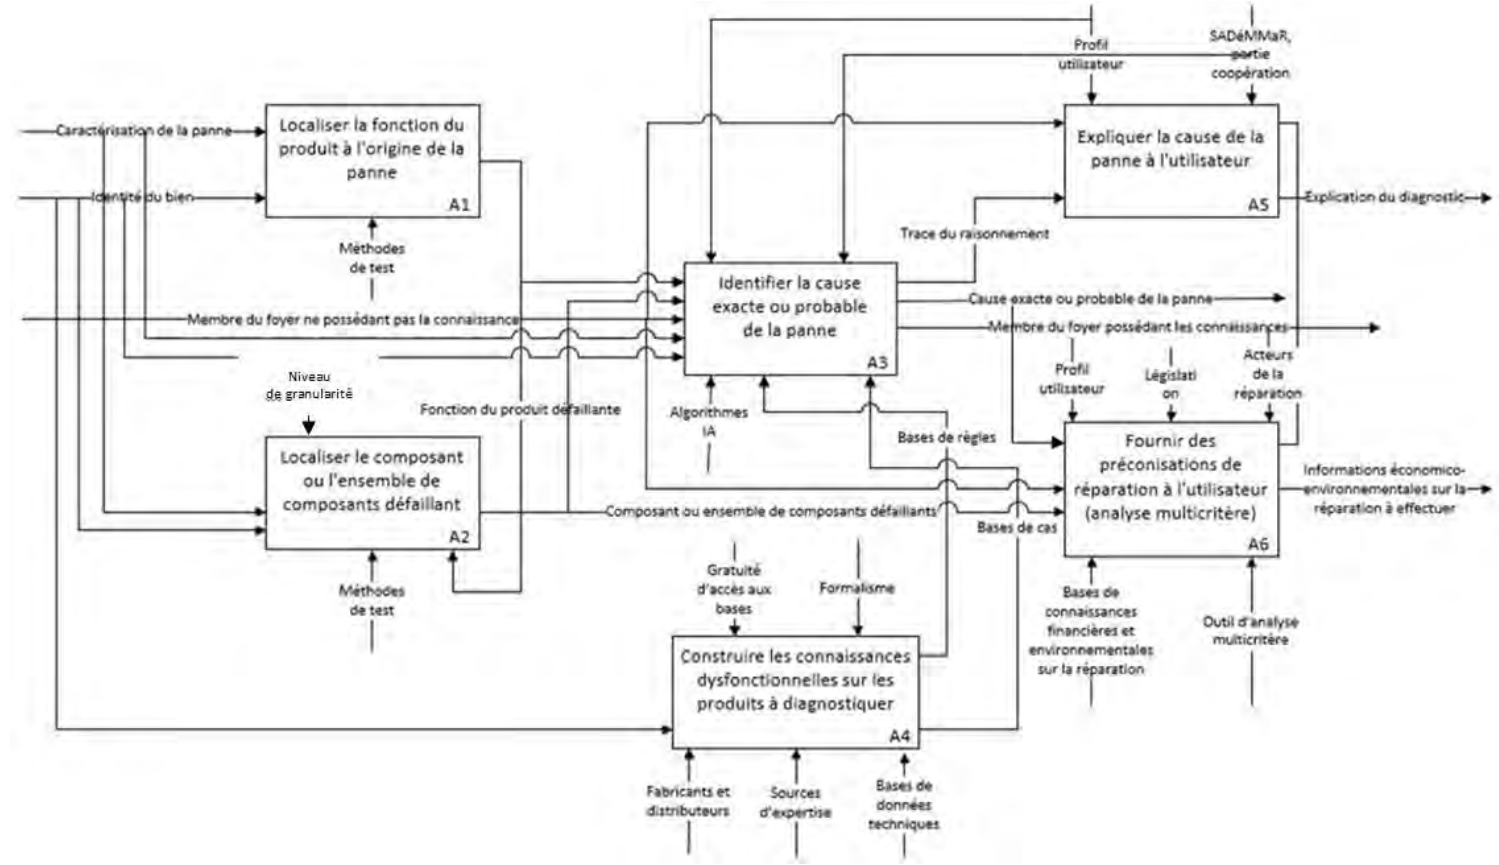 Profil
utilisateur
SADéMMaR,
partie
coopération
Caractérisation de la panne
Localiser la fonction du
produit à l'origine de la
panne
A1
Expliquer la cause de la
panne à l'utilisateur
A5
Identité du bien
Explication du diagnostic
Méthodes
de test
Trace du raisonnement
Identifier la cause
exacte ou probable
de la panne
A3
Cause exacte ou probable de la panne
Membre du foyer ne possédant pas la connaissance
Membre du foyer possédant les connaissances
Profil
utilisateur
Législati
on
Acteurs
de la
réparation
Niveau
de granularité
Fonction du produit défaillante
Algorithmes
IA
Bases de règles
Localiser le composant
ou l'ensemble de
composants défaillant
A2
Fournir des
préconisations de
réparation à l'utilisateur
(analyse multicritère)
A6
Informations économico-
environnementales sur la
réparation à effectuer
Composant ou ensemble de composants défaillants
Bases de cas
Méthodes
de test
Gratuité
d'accès aux
bases
Formalisme
Bases de
connaissances
financières et
environnementales
sur la réparation
Outil d'analyse
multicritère
Construire les connaissances
dysfonctionnelles sur les
produits à diagnostiquer
A4
Fabricants et
distributeurs
Sources
d'expertise
Bases de
données
techniques